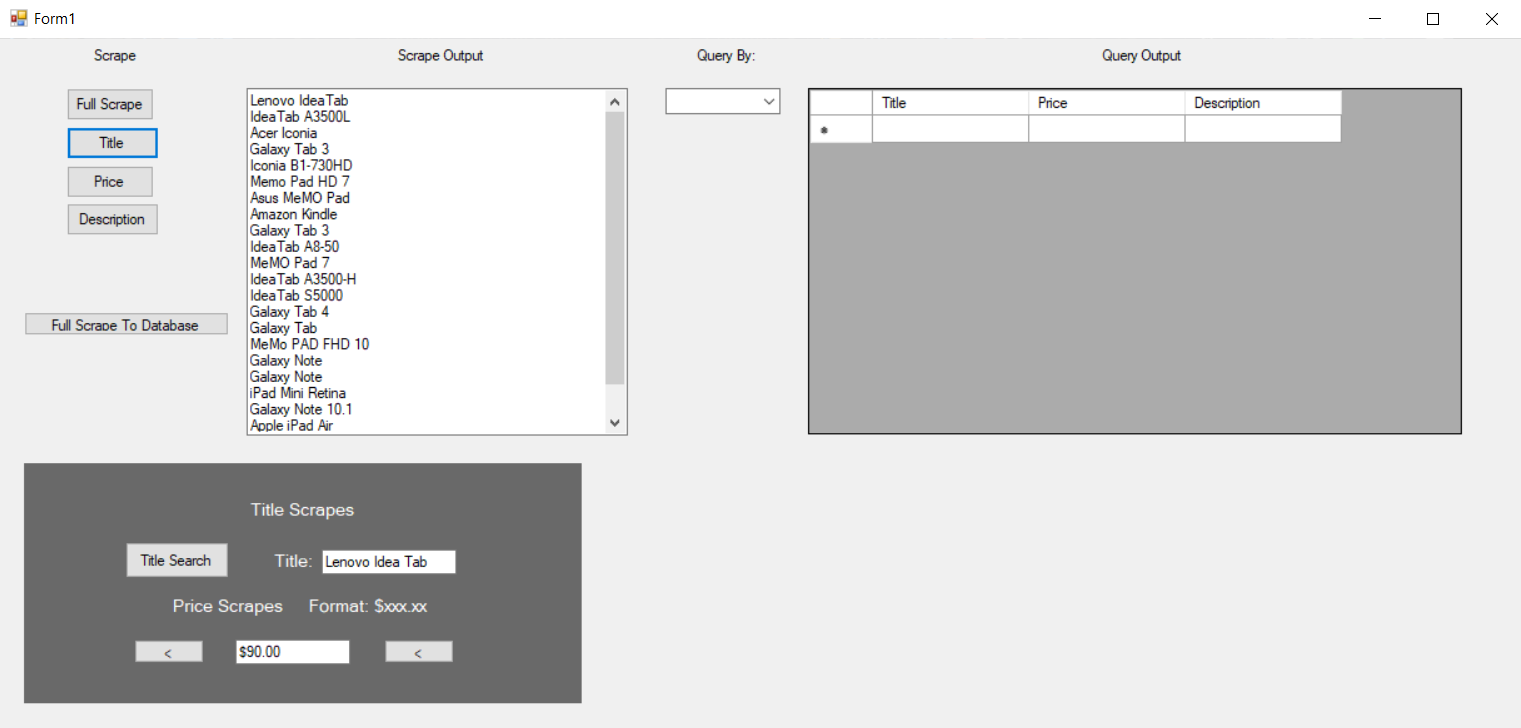 Form1
Scrape
Scrape Output
Query By:
Query Output
Full Scrape
Title
Price
Description
Full Scrape To Database
Lenovo IdeaTab
IdeaTab A3500L
Acer Iconia
Galaxy Tab 3
Iconia B1-730HD
Memo Pad HD 7
Asus MeMO Pad
Amazon Kindle
Galaxy Tab 3
IdeaTab A8-50
MeMO Pad 7
IdeaTab A3500-H
IdeaTab S5000
Galaxy Tab 4
Galaxy Tab
MeMo PAD FHD 10
Galaxy Note
Galaxy Note
iPad Mini Retina
Galaxy Note 10.1
Apple iPad Air
Title Price Description
*
Title Scrapes
Title Search Title: Lenovo Idea Tab
Price Scrapes Format: $xxx.xx
< $90.00 <